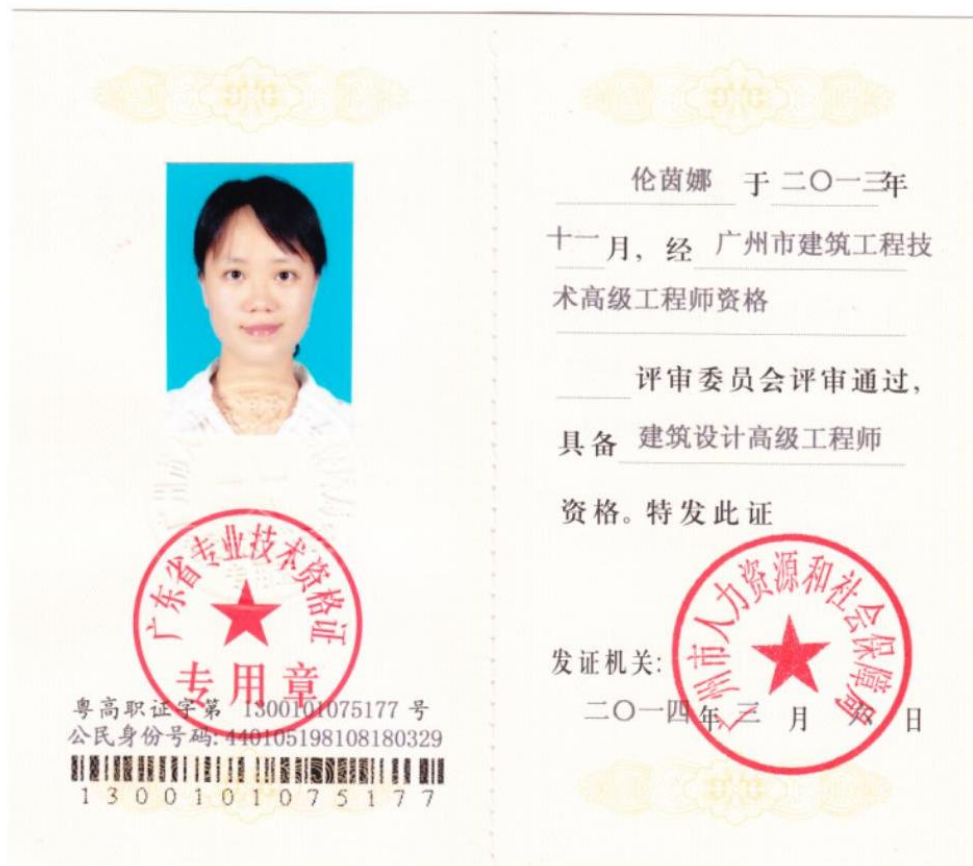 广东省专业技术资格证
专用章
粤高职证字第 1300101075177 号
公民身份号码: 440105198108180329
1300101075177
伦茵娜 于 二〇一三年
十一月, 经 广州市建筑工程技
术高级工程师资格
评审委员会评审通过,
具备 建筑设计高级工程师
资格。特发此证
广州市人力资源和社会保障局
发证机关:
二〇一四年 三 月 日